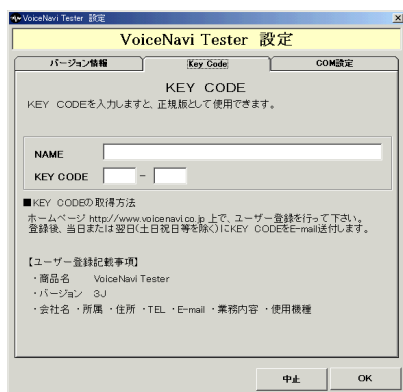 VoiceNavi Tester 設定
VoiceNavi Tester 設定
バージョン情報 Key Code COM設定
KEY CODE
KEY CODEを入力しますと、正規版として使用できます。
NAME
KEY CODE -
■KEY CODEの取得方法
ホームページ http://www.voicenavi.co.jp 上で、ユーザー登録を行って下さい。
登録後、当日または翌日(土日祝日等を除く)にKEY CODEをE-mail送付します。
【ユーザー登録記載事項】
・商品名 VoiceNavi Tester
・バージョン 3J
・会社名 ・所属 ・住所 ・TEL ・E-mail ・業務内容 ・使用機種
中止 OK